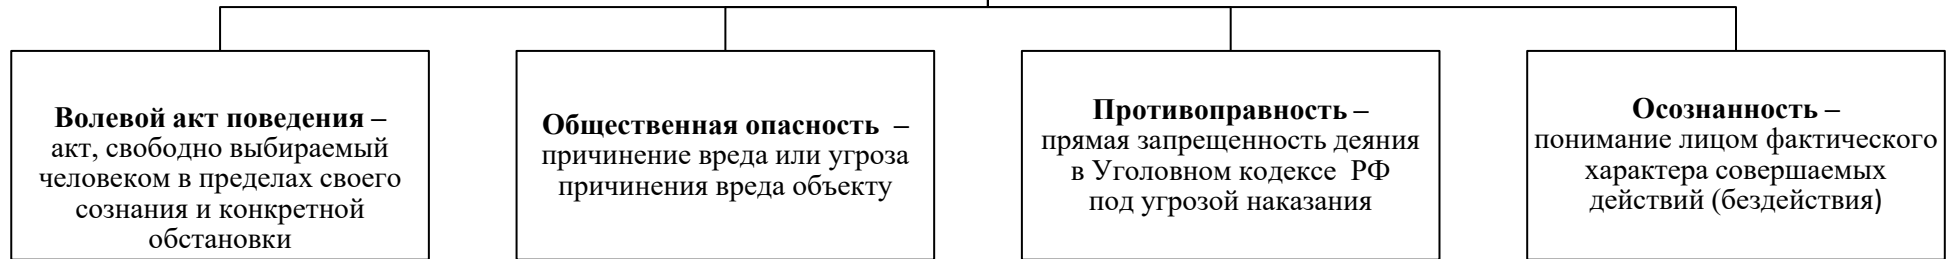 Волевой акт поведения –
акт, свободно выбираемый
человеком в пределах своего
сознания и конкретной
обстановки
Общественная опасность –
причинение вреда или угроза
причинения вреда объекту
Противоправность –
прямая запрещенность деяния
в Уголовном кодексе РФ
под угрозой наказания
Осознанность –
понимание лицом фактического
характера совершаемых
действий (бездействия)